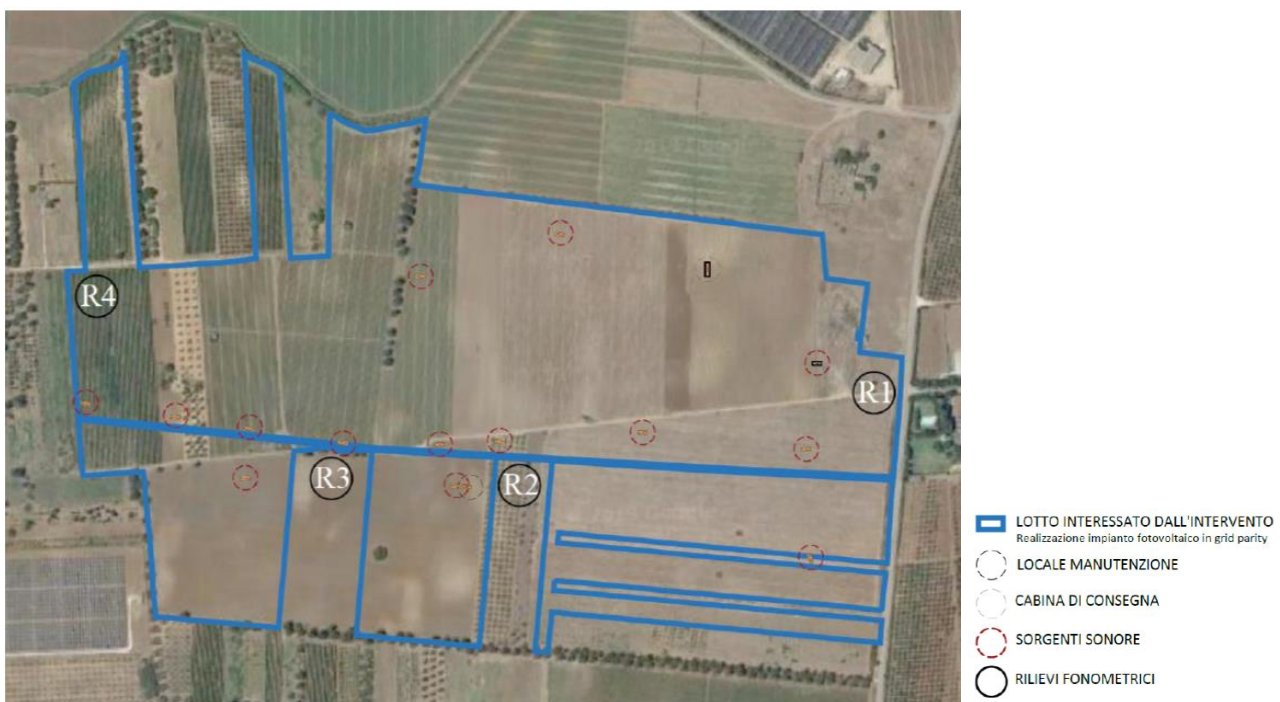 R4
R1
R3
R2
LOTTO INTERESSATO DALL'INTERVENTO
Realizzazione impianto fotovoltaico in grid parity
LOCALE MANUTENZIONE
CABINA DI CONSEGNA
SORGENTI SONORE
RILIEVI FONOMETRICI